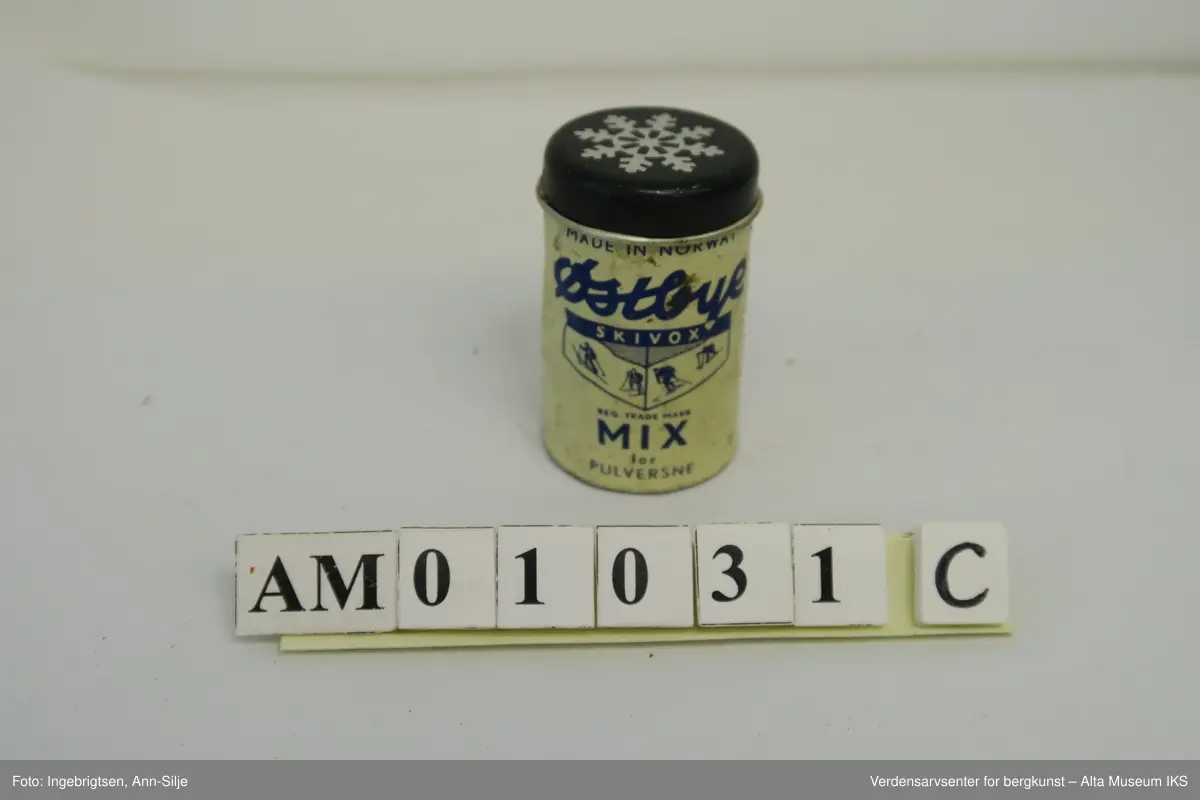 MADE IN NORWAY
Østbye
SKIVOX
REG. TRADE MARK
MIX
for
PULVERSNE
AM 0 1 0 3 1 C
Foto: Ingebrigtsen, Ann-Silje
Verdensarvsenter for bergkunst – Alta Museum IKS